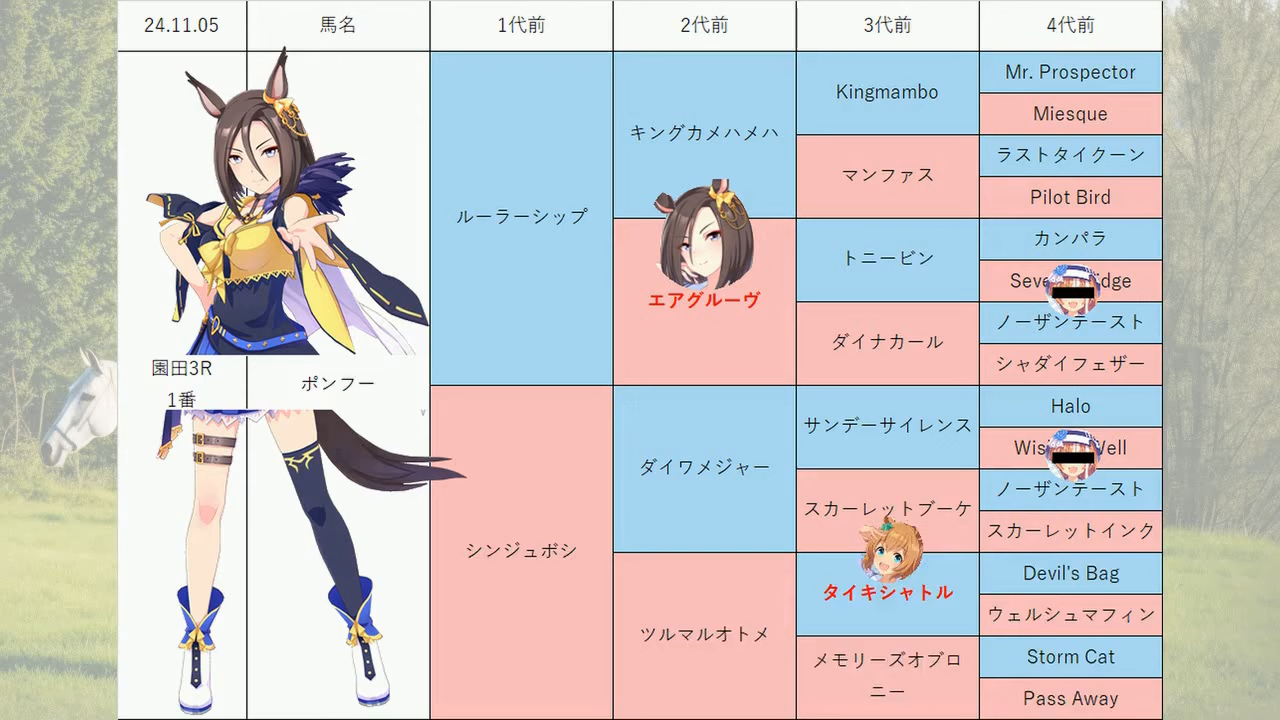 24.11.05
馬名
1代前
2代前
3代前
4代前
園田3R
1番
ポンフー
ルーラーシップ
シンジュボシ
キングカメハメハ
エアグルーヴ
ダイワメジャー
ツルマルオトメ
Kingmambo
マンファス
トニービン
ダイナカール
サンデーサイレンス
スカーレットブーケ
タイキシャトル
メモリーズオブロ
ニー
Mr. Prospector
Miesque
ラストタイクーン
Pilot Bird
カンパラ
ノーザンテースト
シャダイフェザー
Halo
ノーザンテースト
スカーレットインク
Devil's Bag
ウェルシュマフィン
Storm Cat
Pass Away